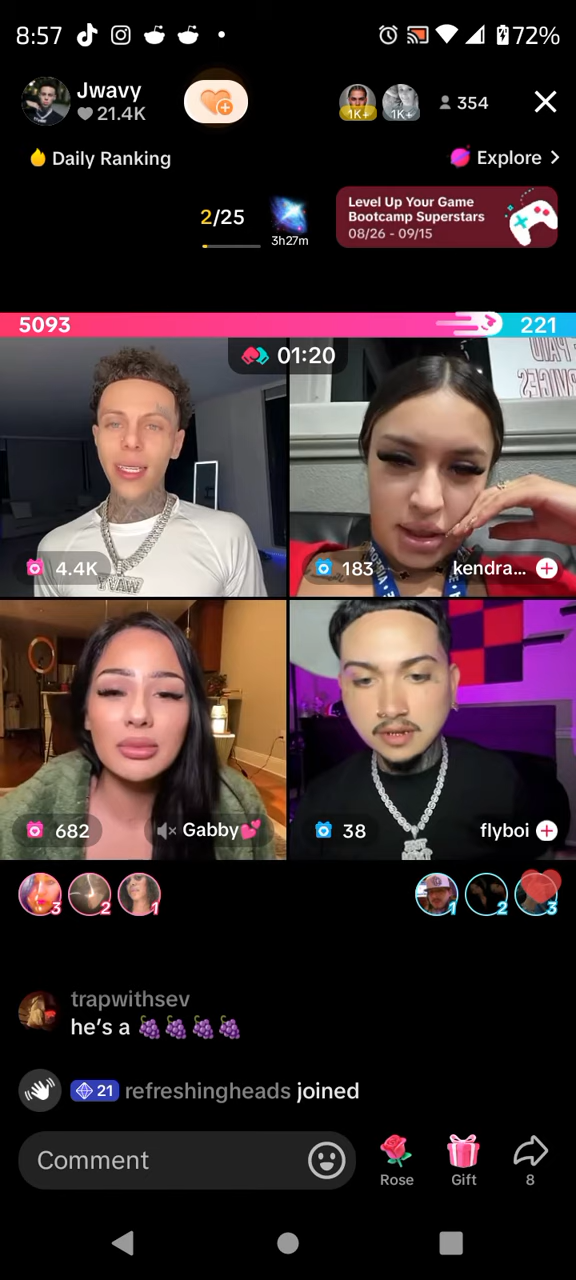 8:57
72%
Jwavy
21.4K
1K+
1K+
354
Daily Ranking
Explore
2/25
3h27m
Level Up Your Game
Bootcamp Superstars
08/26 - 09/15
5093
221
01:20
4.4K
183
kendra...
682
Gabby💕
38
flyboi
3
2
1
1
2
3
trapwithsev
he's a 🍇🍇🍇🍇
21 refreshingheads joined
Comment
Rose
Gift
8